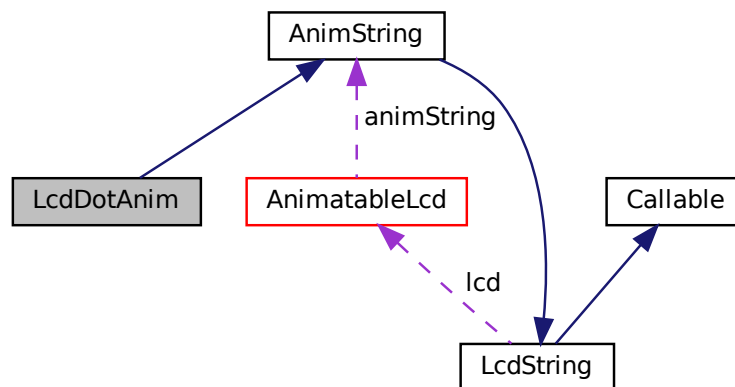 AnimString
animString
LcdDotAnim
AnimatableLcd
Callable
lcd
LcdString